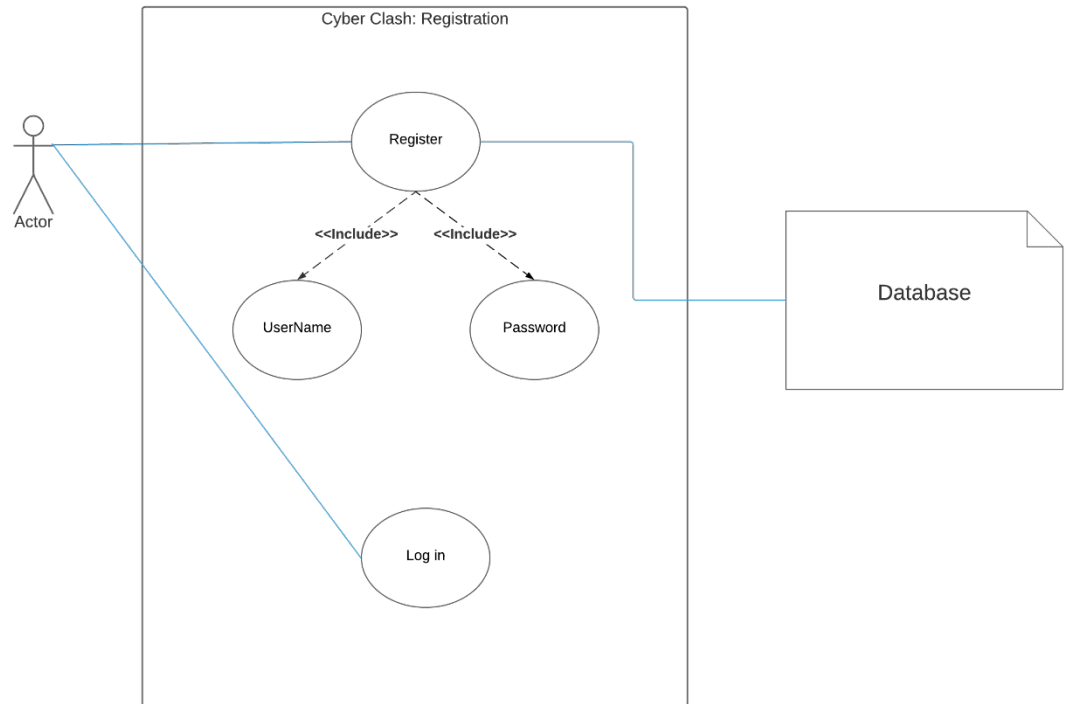 Cyber Clash: Registration
Register
Actor
<<Include>>
<<Include>>
Database
UserName
Password
Log in